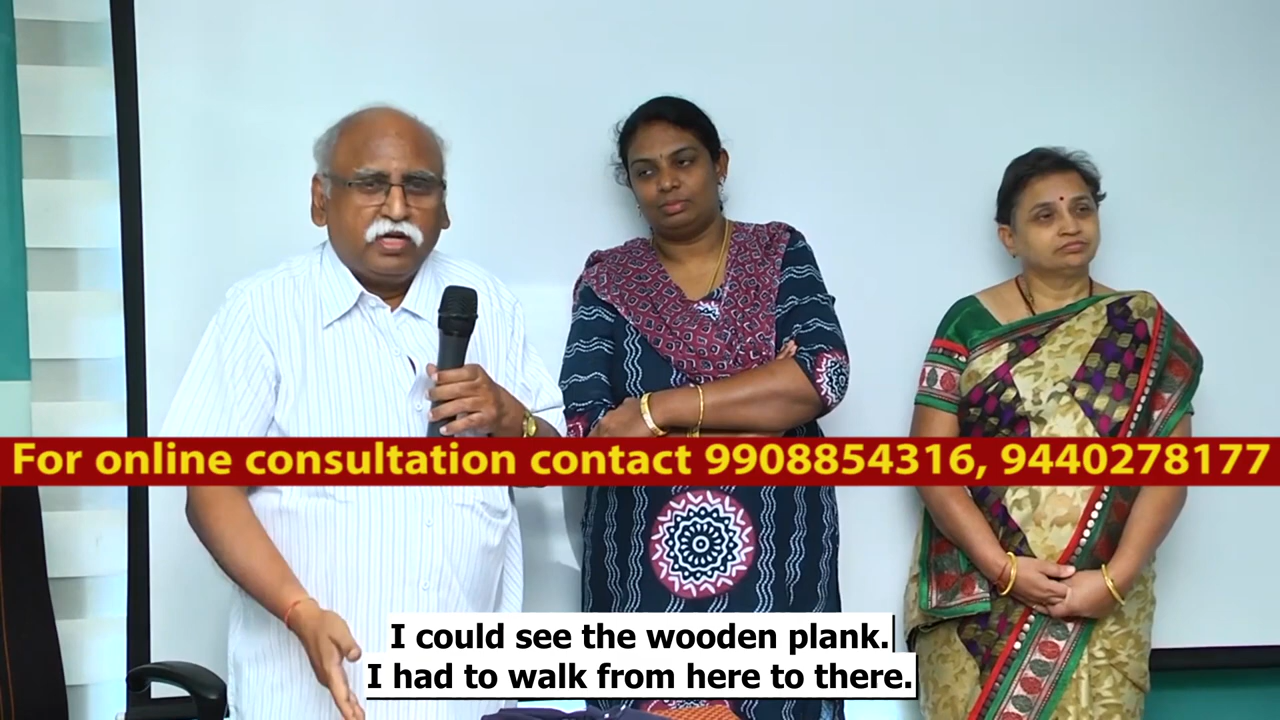 For online consultation contact 9908854316, 9440278177
I could see the wooden plank.
I had to walk from here to there.